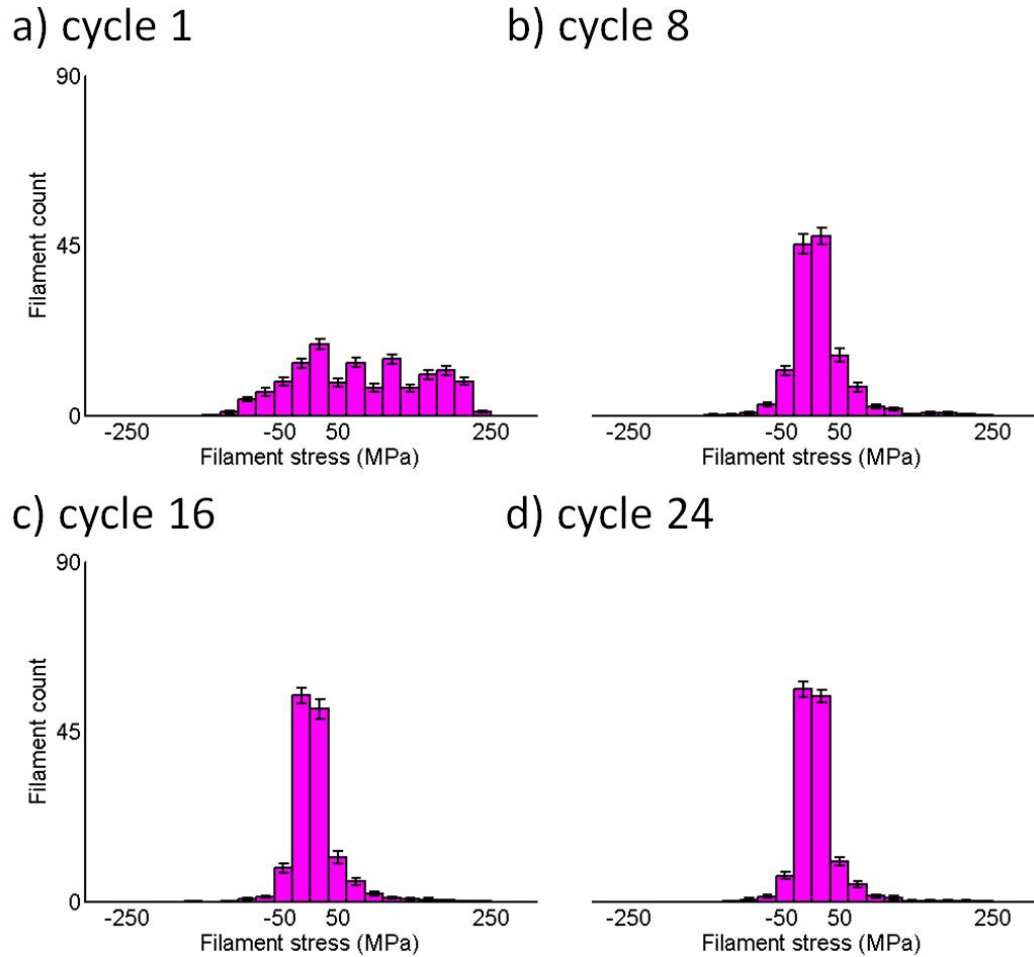 a) cycle 1
90
45
0
Filament count
-250 -50 50 250
Filament stress (MPa)
b) cycle 8
-250 -50 50 250
Filament stress (MPa)
c) cycle 16
90
45
0
Filament count
-250 -50 50 250
Filament stress (MPa)
d) cycle 24
-250 -50 50 250
Filament stress (MPa)